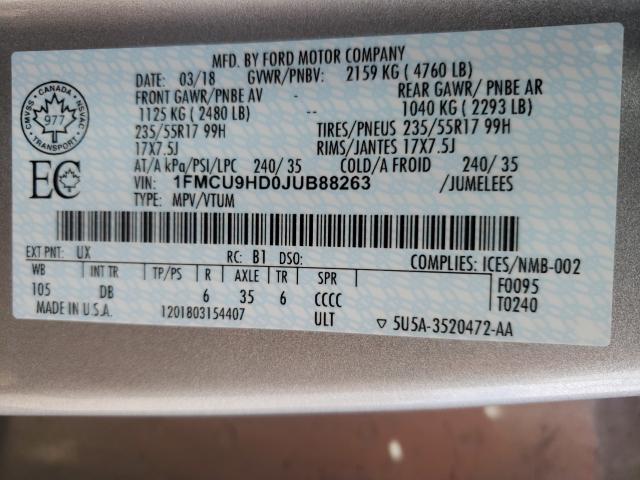 MFD. BY FORD MOTOR COMPANY
DATE: 03/18 GVWR/PNBV: 2159 KG ( 4760 LB)
FRONT GAWR/PNBE AV REAR GAWR/ PNBE AR
1125 KG ( 2480 LB) 1040 KG ( 2293 LB)
235/55R17 99H TIRES/PNEUS 235/55R17 99H
17X7.5J RIMS/JANTES 17X7.5J
AT/A kPa/PSI/LPC 240/ 35 COLD/A FROID 240/ 35
VIN: 1FMCU9HD0JUB88263 /JUMELEES
TYPE: MPV/VTUM
CANADA
CMVSS NSVAC
977
TRANSPORT
EC
EXT PNT: UX RC: B1 DSO: COMPLIES: ICES/NMB-002
WB INT TR TP/PS R AXLE TR SPR F0095
105 DB 6 35 6 CCCC T0240
MADE IN U.S.A. 1201803154407 ULT ▽ 5U5A-3520472-AA